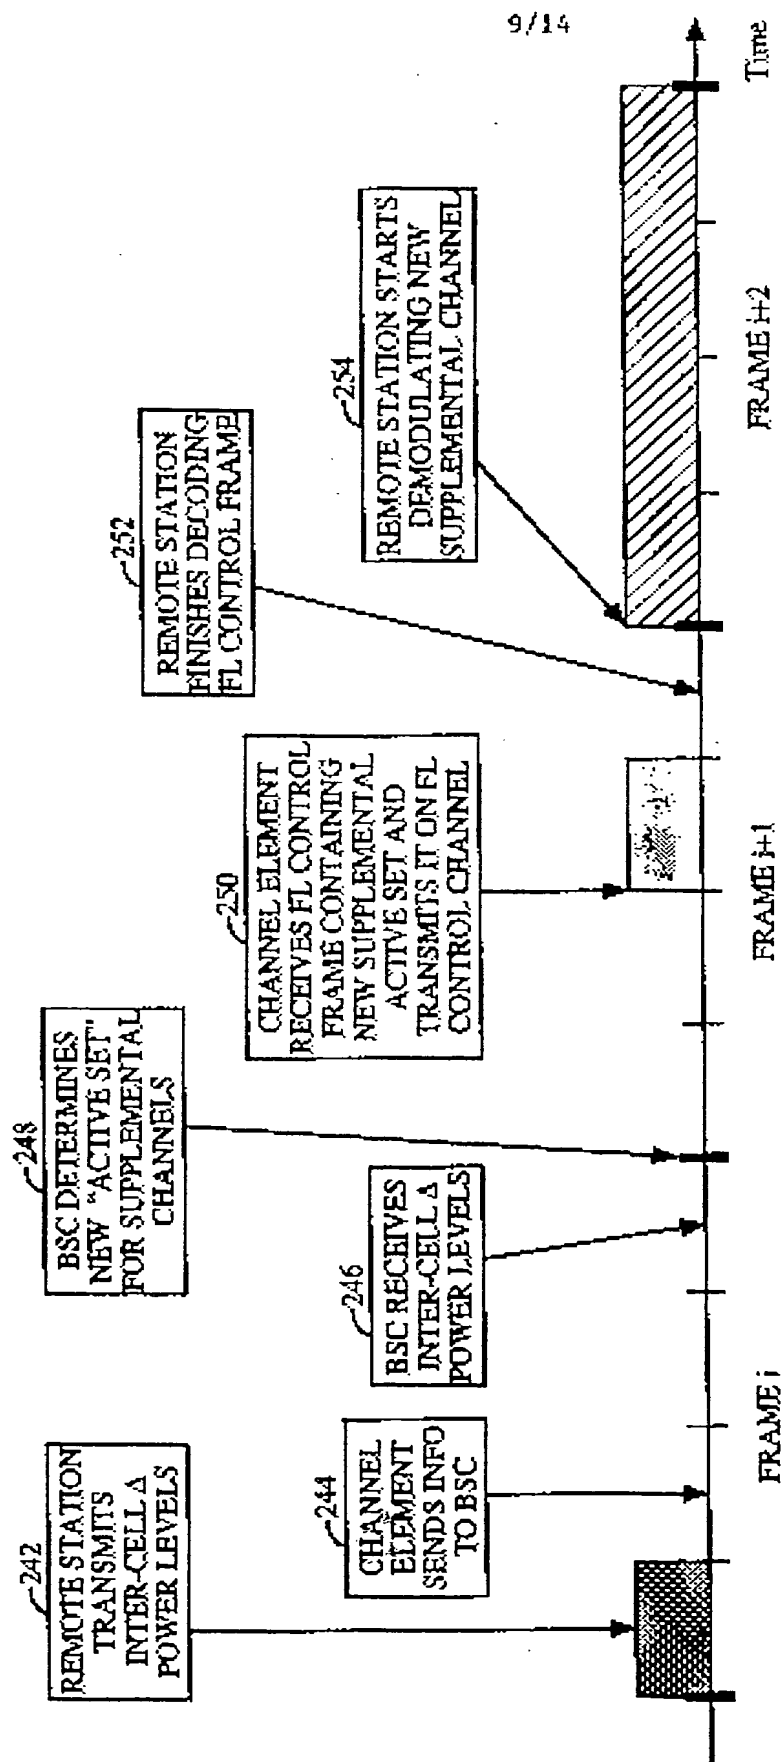 9/14
242
REMOTE STATION
TRANSMITS
INTER-CELL Δ
POWER LEVELS
244
CHANNEL
ELEMENT
SENDS INFO
TO BSC
246
BSC RECEIVES
INTER-CELL Δ
POWER LEVELS
248
BSC DETERMINES
NEW "ACTIVE SET"
FOR SUPPLEMENTAL
CHANNELS
250
CHANNEL ELEMENT
RECEIVES FL CONTROL
FRAME CONTAINING
NEW SUPPLEMENTAL
ACTIVE SET AND
TRANSMITS IT ON FL
CONTROL CHANNEL
252
REMOTE STATION
FINISHES DECODING
FL CONTROL FRAME
254
REMOTE STATION STARTS
DEMODULATING NEW
SUPPLEMENTAL CHANNEL
FRAME i
FRAME i+1
FRAME i+2
Time